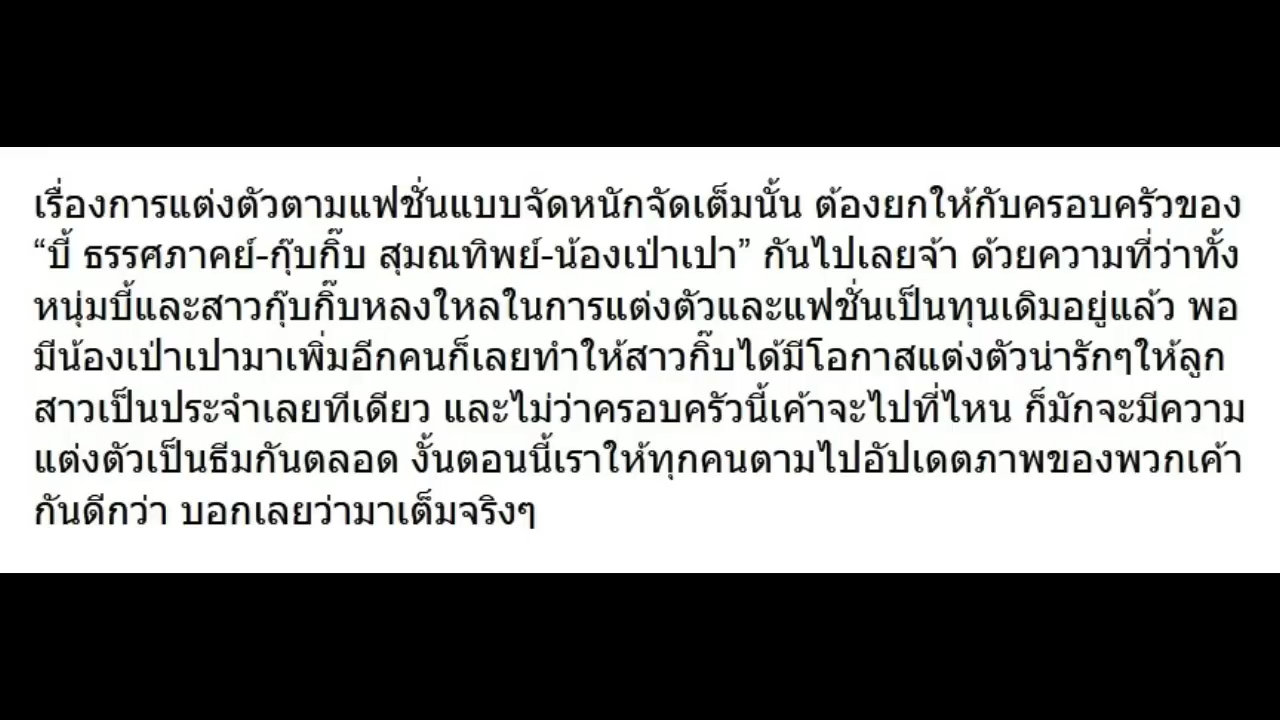 เรื่องการแต่งตัวตามแฟชั่นแบบจัดหนักจัดเต็มนั้น ต้องยกให้กับครอบครัวของ
“บี้ ธรรศภาคย์-กุ๊บกิ๊บ สุมณทิพย์-น้องเป่าเปา” กันไปเลยจ้า ด้วยความที่ว่าทั้ง
หนุ่มบี้และสาวกุ๊บกิ๊บหลงใหลในการแต่งตัวและแฟชั่นเป็นทุนเดิมอยู่แล้ว พอ
มีน้องเป่าเปามาเพิ่มอีกคนก็เลยทำให้สาวกิ๊บได้มีโอกาสแต่งตัวน่ารักๆให้ลูก
สาวเป็นประจำเลยทีเดียว และไม่ว่าครอบครัวนี้เค้าจะไปที่ไหน ก็มักจะมีความ
แต่งตัวเป็นธีมกันตลอด งั้นตอนนี้เราให้ทุกคนตามไปอัปเดตภาพของพวกเค้า
กันดีกว่า บอกเลยว่ามาเต็มจริงๆ